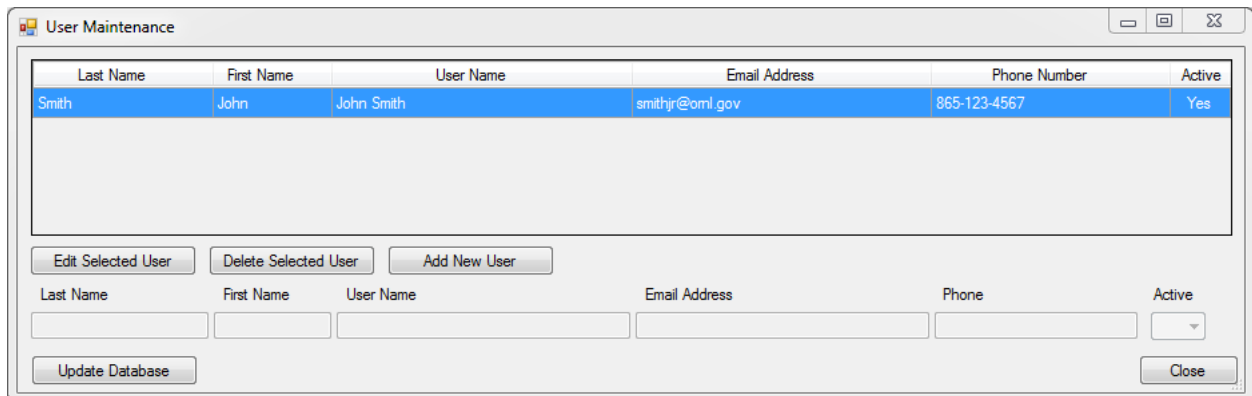 User Maintenance
Last Name First Name User Name Email Address Phone Number Active
Smith John John Smith smithjr@ornl.gov 865-123-4567 Yes
Edit Selected User Delete Selected User Add New User
Last Name First Name User Name Email Address Phone Active
Update Database Close